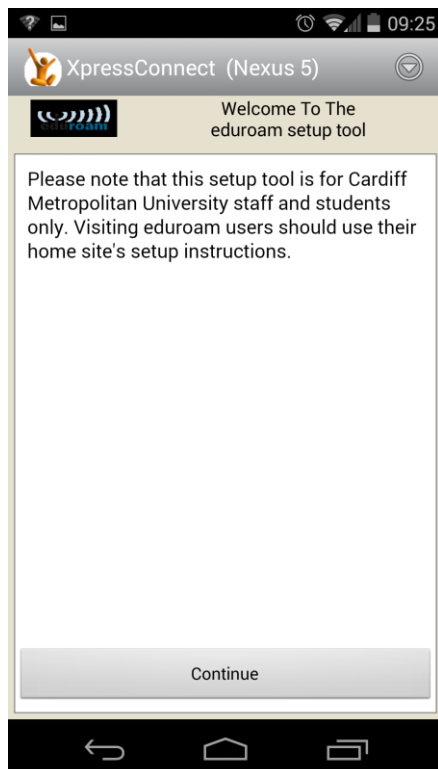 09:25
XpressConnect (Nexus 5)
eduroam
Welcome To The
eduroam setup tool
Please note that this setup tool is for Cardiff
Metropolitan University staff and students
only. Visiting eduroam users should use their
home site's setup instructions.
Continue